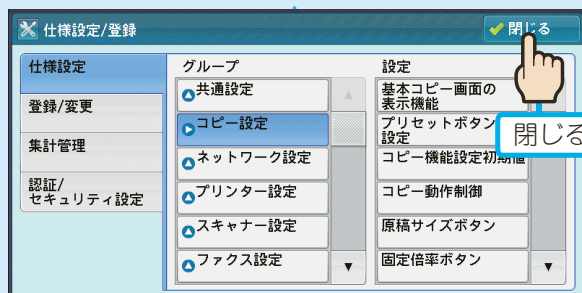 仕様設定/登録
閉じる
仕様設定
登録/変更
集計管理
認証/
セキュリティ設定
グループ
共通設定
コピー設定
ネットワーク設定
プリンター設定
スキャナー設定
ファクス設定
設定
基本コピー画面の
表示機能
プリセットボタン
設定
コピー機能設定初期値
コピー動作制御
原稿サイズボタン
固定倍率ボタン
閉じる